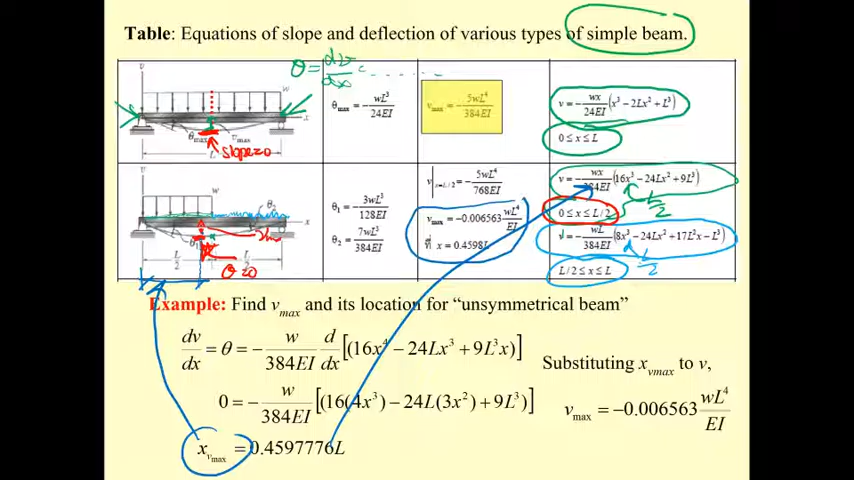 Table: Equations of slope and deflection of various types of simple beam.
θ = dv/dx = ......
v
w
x
θmax
vmax
L
slope=0
θmax = −wL³/24EI
vmax = −5wL⁴/384EI
v = −wx/24EI (x³ − 2Lx² + L³)
0 ≤ x ≤ L
v
w
θ₂
x
θ₁
L/2
L/2
θ=0
θ₁ = −3wL³/128EI
θ₂ = 7wL³/384EI
v|x=L/2 = −5wL⁴/768EI
vmax = −0.006563 wL⁴/EI
x = 0.4598L
v = −wx/384EI (16x³ − 24Lx² + 9L³)
0 ≤ x ≤ L/2
L/2
v = −wL/384EI (8x³ − 24Lx² + 17L²x − L³)
L/2
L/2 ≤ x ≤ L
Example: Find vmax and its location for “unsymmetrical beam”
dv/dx = θ = −w/384EI d/dx [(16x⁴ − 24Lx³ + 9L³x)]
0 = −w/384EI [(16(4x³) − 24L(3x²) + 9L³)]
xvmax = 0.4597776L
Substituting xvmax to v,
vmax = −0.006563 wL⁴/EI